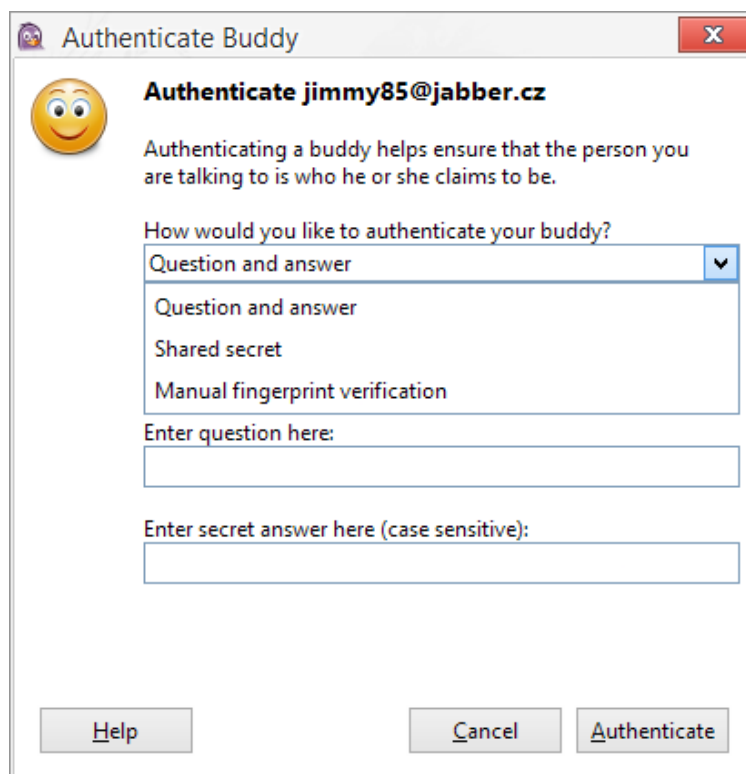 Authenticate Buddy
x
Authenticate jimmy85@jabber.cz
Authenticating a buddy helps ensure that the person you
are talking to is who he or she claims to be.
How would you like to authenticate your buddy?
Question and answer
Question and answer
Shared secret
Manual fingerprint verification
Enter question here:
Enter secret answer here (case sensitive):
Help Cancel Authenticate